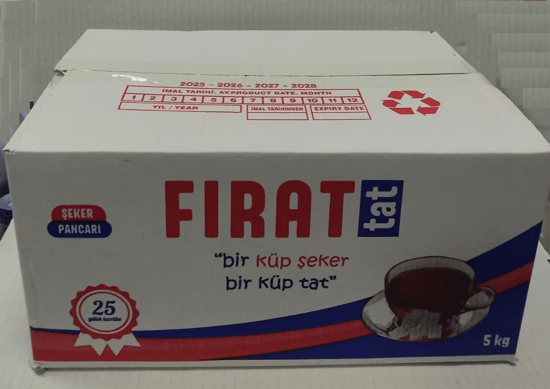 2025 - 2026 - 2027 - 2028
İMAL TARİHİ. AY.PRODUCT DATE. MONTH
1 2 3 4 5 6 7 8 9 10 11 12
YIL / YEAR
İMAL TARİHİNDEN
EXPIRY DATE
FIRAT tat
ŞEKER
PANCARI
"bir küp şeker
bir küp tat"
25
yıllık tecrübe
5 kg